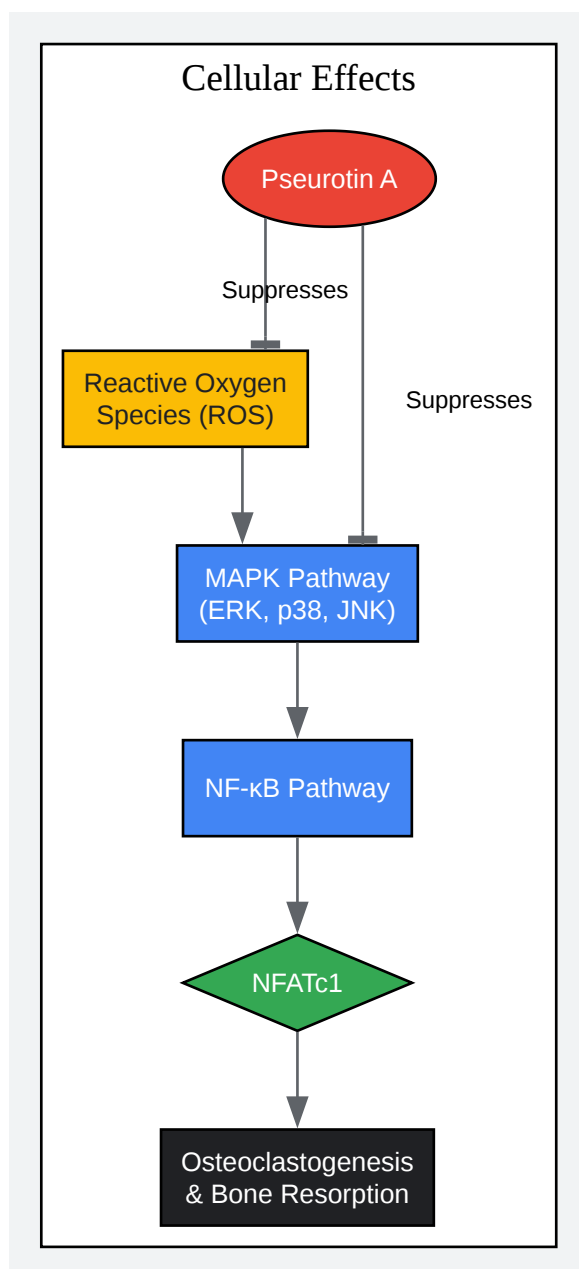 Cellular Effects
Pseurotin A
Suppresses
Reactive Oxygen
Species (ROS)
Suppresses
MAPK Pathway
(ERK, p38, JNK)
NF-κB Pathway
NFATc1
Osteoclastogenesis
& Bone Resorption